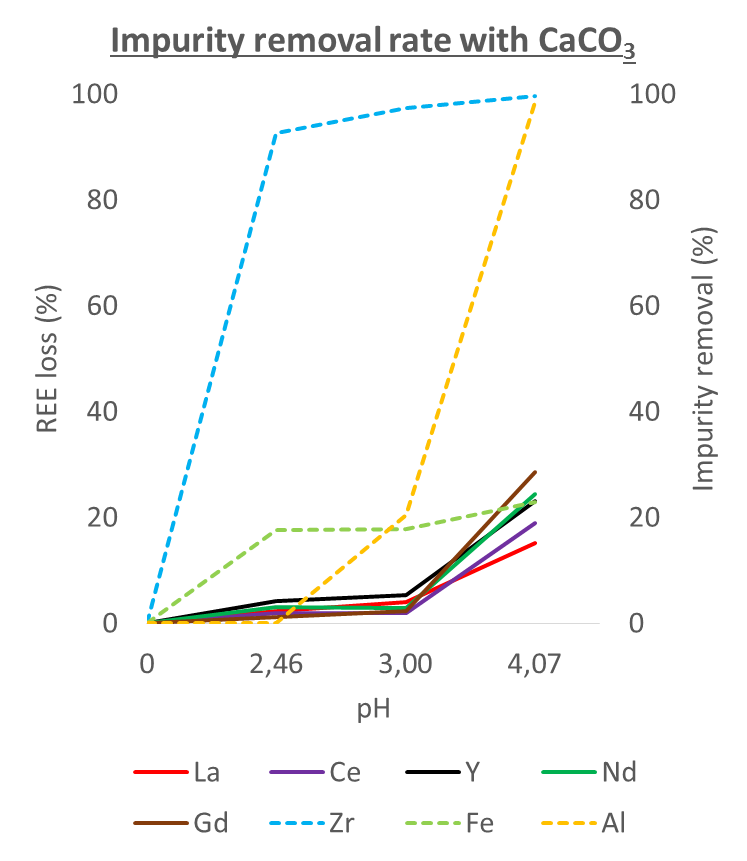 Impurity removal rate with CaCO₃
100 100
80 80
60 60
40 40
20 20
0 0
REE loss (%)
Impurity removal (%)
0 2,46 3,00 4,07
pH
La Ce Y Nd
Gd Zr Fe Al